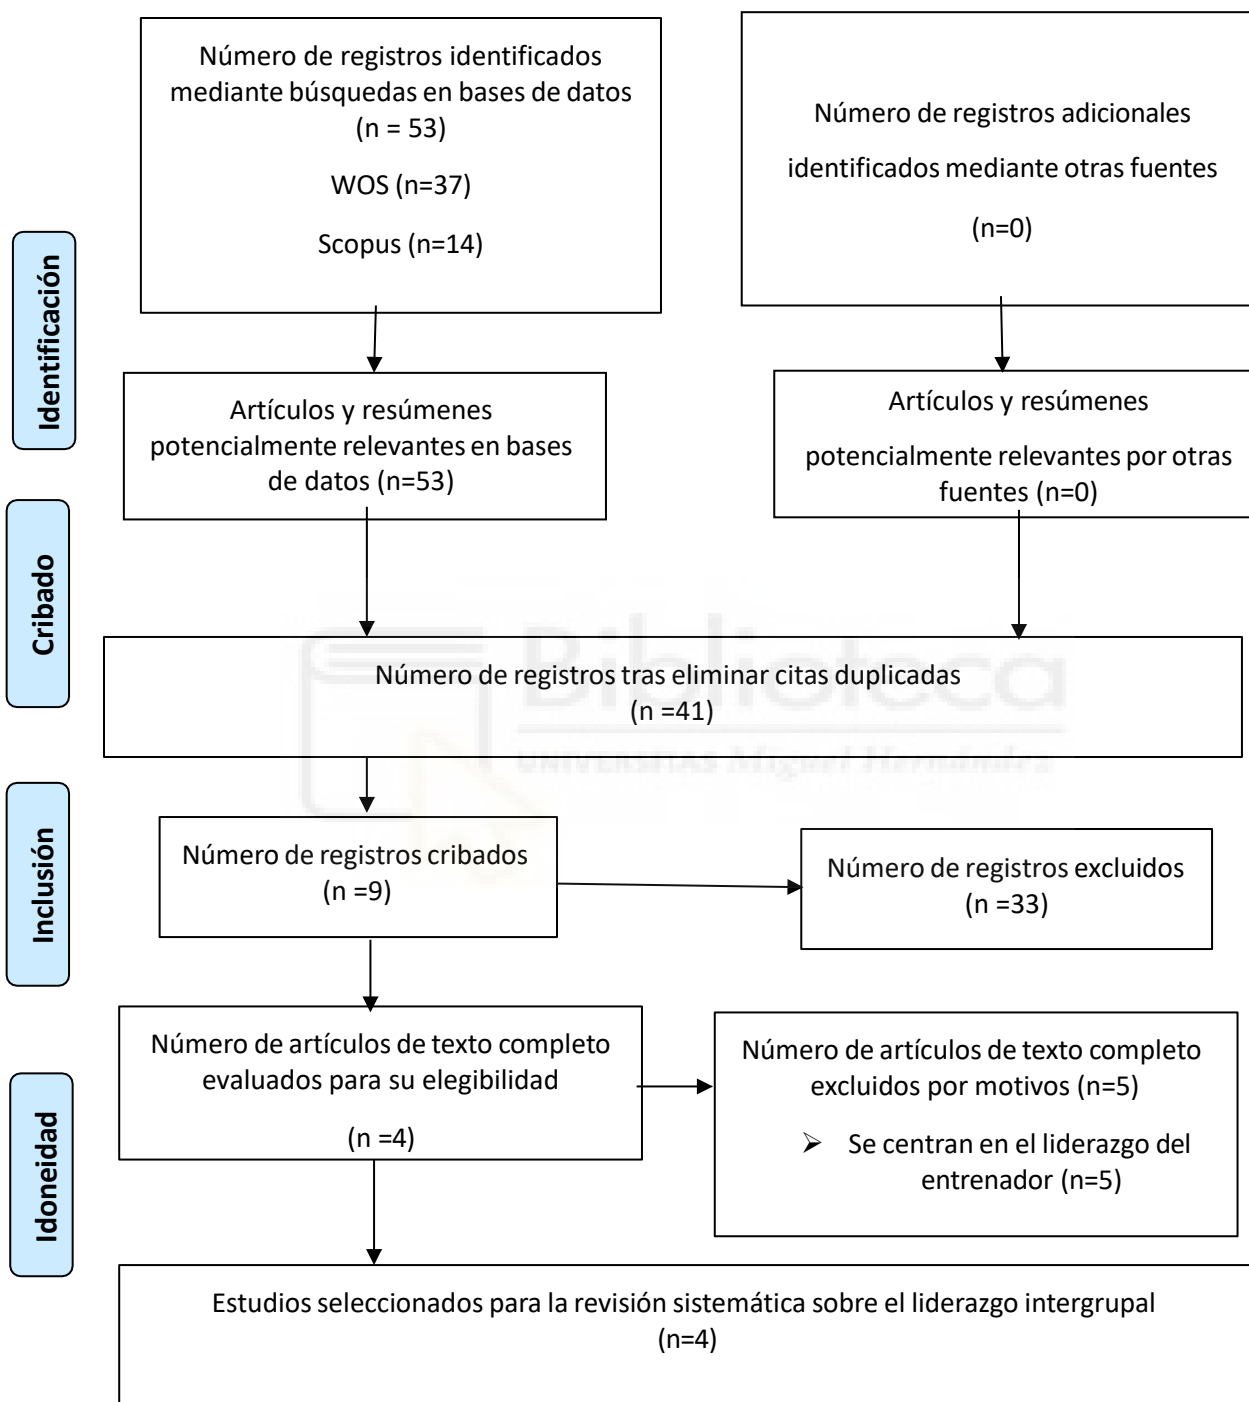 Número de registros identificados
mediante búsquedas en bases de datos
(n = 53)
WOS (n=37)
Scopus (n=14)
Número de registros adicionales
identificados mediante otras fuentes
(n=0)
Identificación
Artículos y resúmenes
potencialmente relevantes en bases
de datos (n=53)
Artículos y resúmenes
potencialmente relevantes por otras
fuentes (n=0)
Cribado
Número de registros tras eliminar citas duplicadas
(n =41)
Biblioteca
UNIVERSITAS Miguel Hernández
Inclusión
Número de registros cribados
(n =9)
Número de registros excluidos
(n =33)
Número de artículos de texto completo
evaluados para su elegibilidad
(n =4)
Número de artículos de texto completo
excluidos por motivos (n=5)
➢ Se centran en el liderazgo del
entrenador (n=5)
Idoneidad
Estudios seleccionados para la revisión sistemática sobre el liderazgo intergrupal
(n=4)